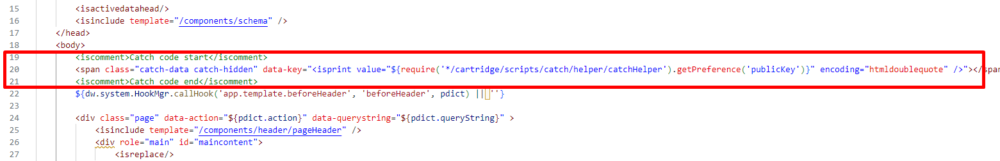 15 <isactivedatahead/>
16 <isinclude template="/components/schema" />
17 </head>
18 <body>
19 <iscomment>Catch code start</iscomment>
20 <span class="catch-data catch-hidden" data-key="<isprint value="${require('*/cartridge/scripts/catch/helper/catchHelper').getPreference('publicKey')}" encoding="htmldoublequote" />"></span
21 <iscomment>Catch code end</iscomment>
22 ${dw.system.HookMgr.callHook('app.template.beforeHeader', 'beforeHeader', pdict) || ''}
23
24 <div class="page" data-action="${pdict.action}" data-querystring="${pdict.queryString}" >
25 <isinclude template="/components/header/pageHeader" />
26 <div role="main" id="maincontent">
27 <isreplace/>